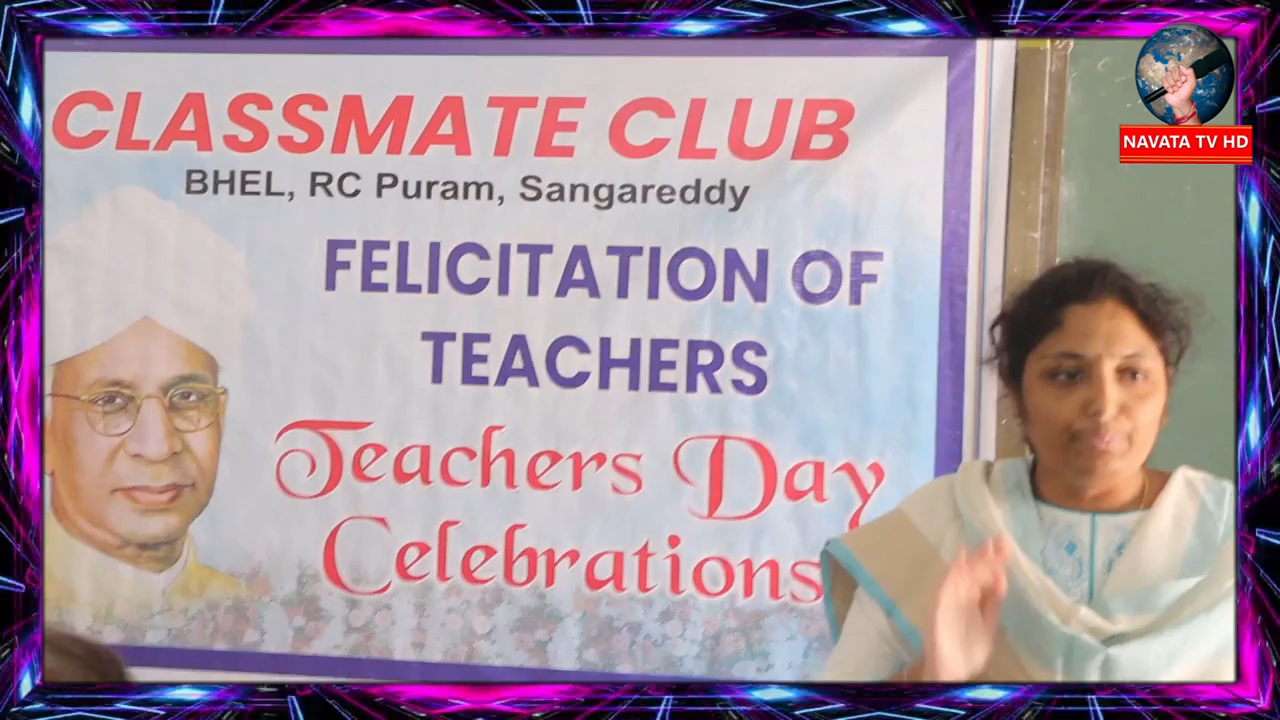 CLASSMATE CLUB
BHEL, RC Puram, Sangareddy
FELICITATION OF
TEACHERS
Teachers Day
Celebrations
NAVATA TV HD